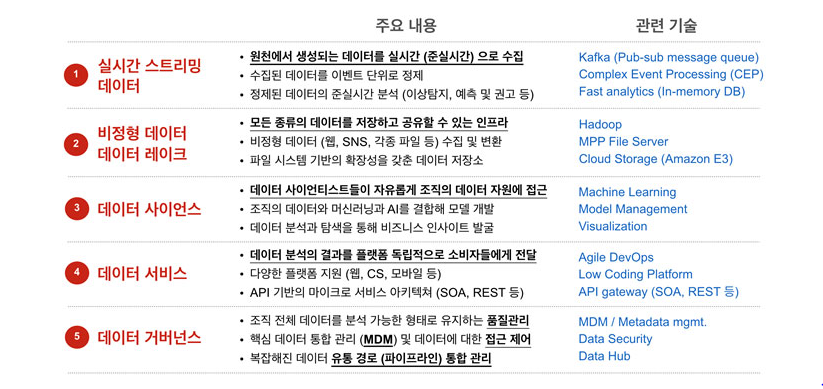 주요 내용
관련 기술
1
실시간 스트리밍
데이터
• 원천에서 생성되는 데이터를 실시간 (준실시간) 으로 수집
• 수집된 데이터를 이벤트 단위로 정제
• 정제된 데이터의 준실시간 분석 (이상탐지, 예측 및 권고 등)
Kafka (Pub-sub message queue)
Complex Event Processing (CEP)
Fast analytics (In-memory DB)
2
비정형 데이터
데이터 레이크
• 모든 종류의 데이터를 저장하고 공유할 수 있는 인프라
• 비정형 데이터 (웹, SNS, 각종 파일 등) 수집 및 변환
• 파일 시스템 기반의 확장성을 갖춘 데이터 저장소
Hadoop
MPP File Server
Cloud Storage (Amazon E3)
3
데이터 사이언스
• 데이터 사이언티스트들이 자유롭게 조직의 데이터 자원에 접근
• 조직의 데이터와 머신러닝과 AI를 결합해 모델 개발
• 데이터 분석과 탐색을 통해 비즈니스 인사이트 발굴
Machine Learning
Model Management
Visualization
4
데이터 서비스
• 데이터 분석의 결과를 플랫폼 독립적으로 소비자들에게 전달
• 다양한 플랫폼 지원 (웹, CS, 모바일 등)
• API 기반의 마이크로 서비스 아키텍쳐 (SOA, REST 등)
Agile DevOps
Low Coding Platform
API gateway (SOA, REST 등)
5
데이터 거버넌스
• 조직 전체 데이터를 분석 가능한 형태로 유지하는 품질관리
• 핵심 데이터 통합 관리 (MDM) 및 데이터에 대한 접근 제어
• 복잡해진 데이터 유통 경로 (파이프라인) 통합 관리
MDM / Metadata mgmt.
Data Security
Data Hub